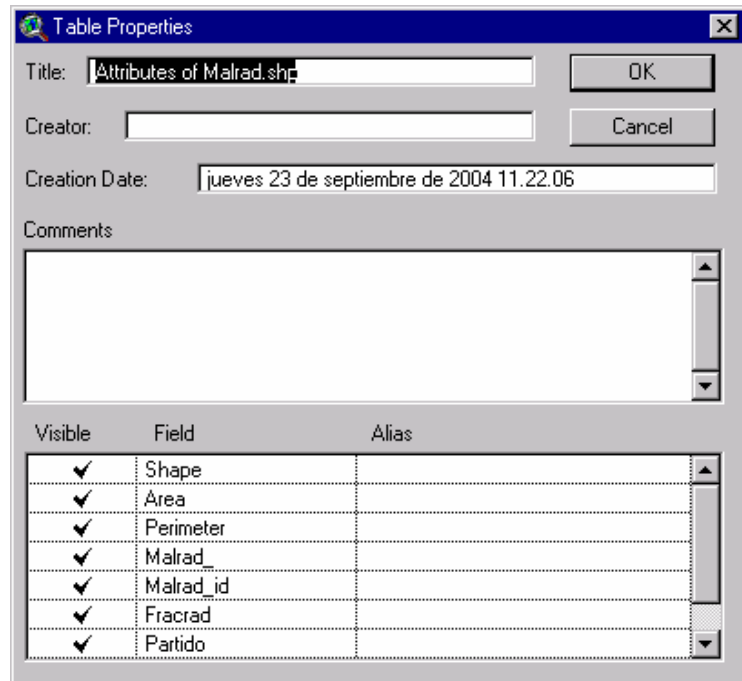 Table Properties
Title: Attributes of Malrad.shp
OK
Creator:
Cancel
Creation Date: jueves 23 de septiembre de 2004 11.22.06
Comments
Visible Field Alias
Shape
Area
Perimeter
Malrad_
Malrad_id
Fracrad
Partido